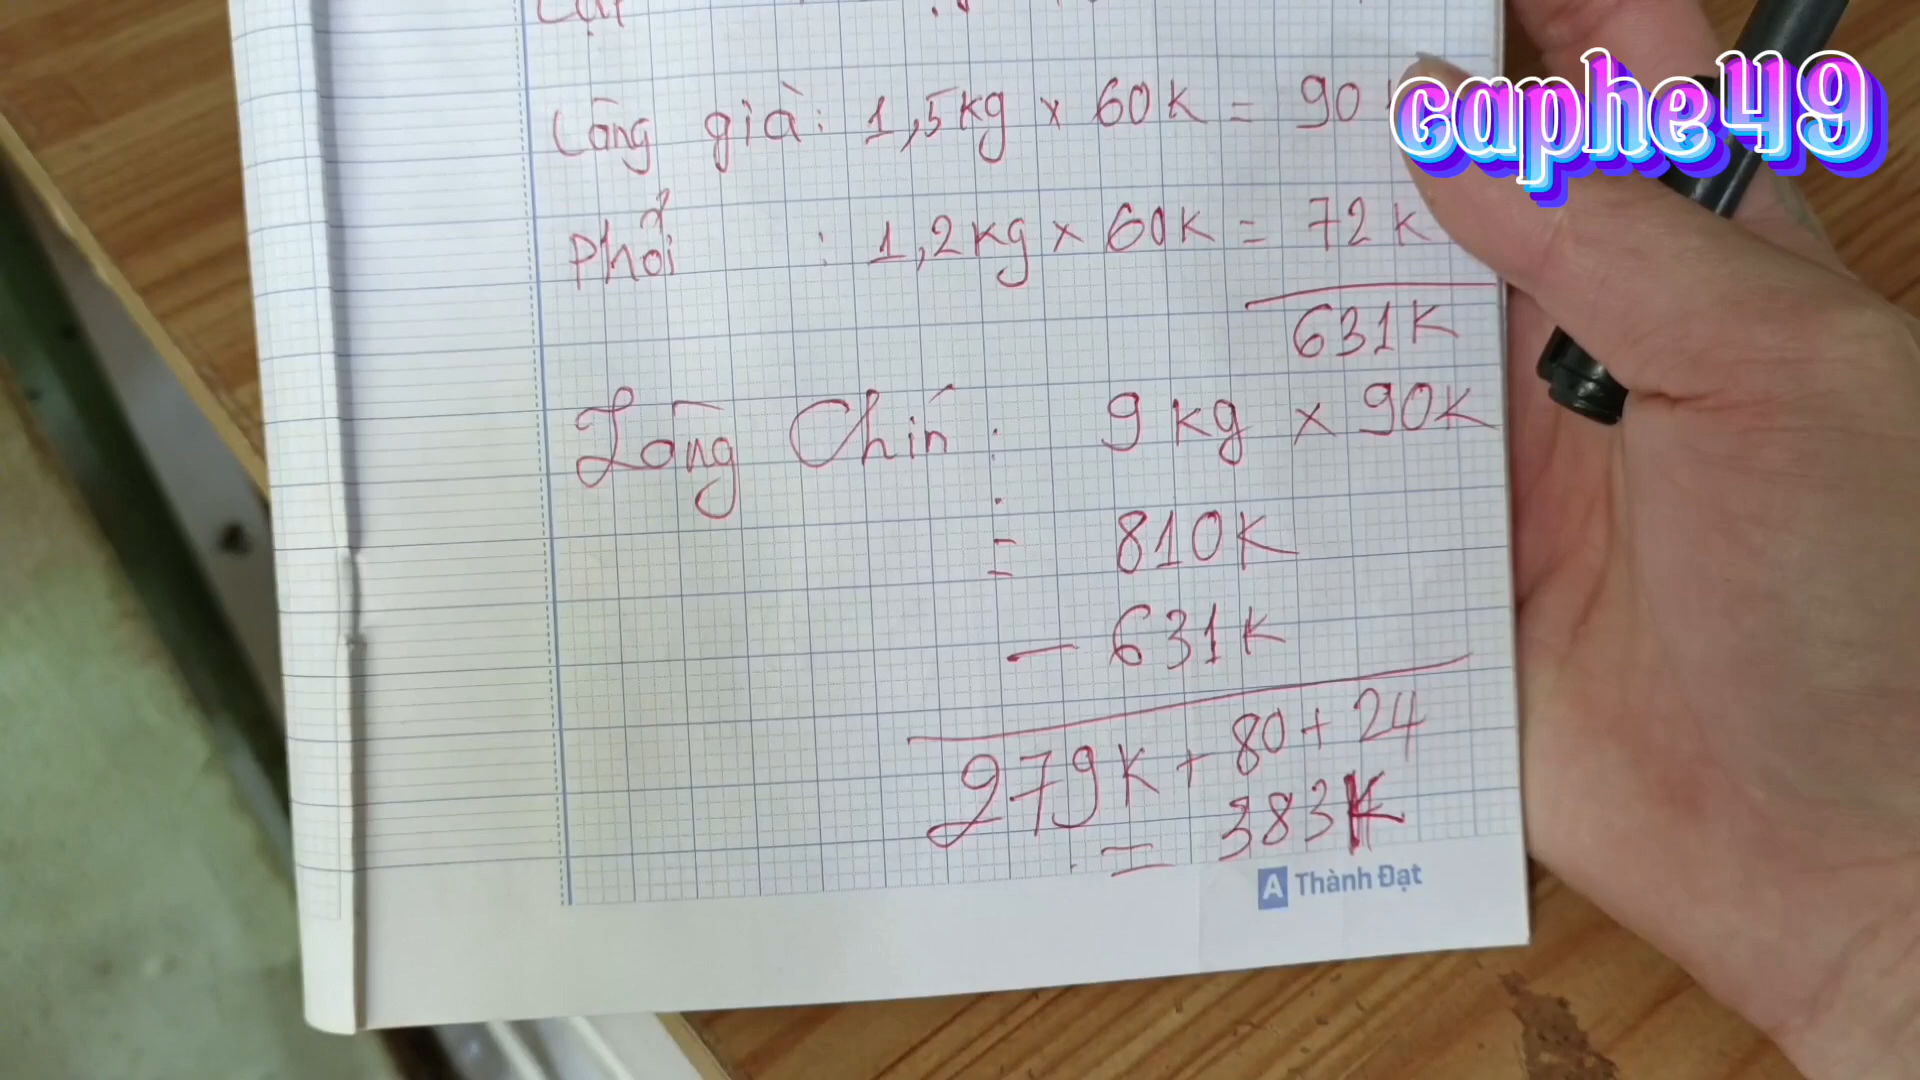 Lòng già: 1,5kg x 60K = 90
caphe49
Phổi : 1,2kg x 60K = 72K
631K
Lòng Chín: 9kg x 90K
= 810K
- 631K
279K + 80 + 24
= 383K
A Thành Đạt